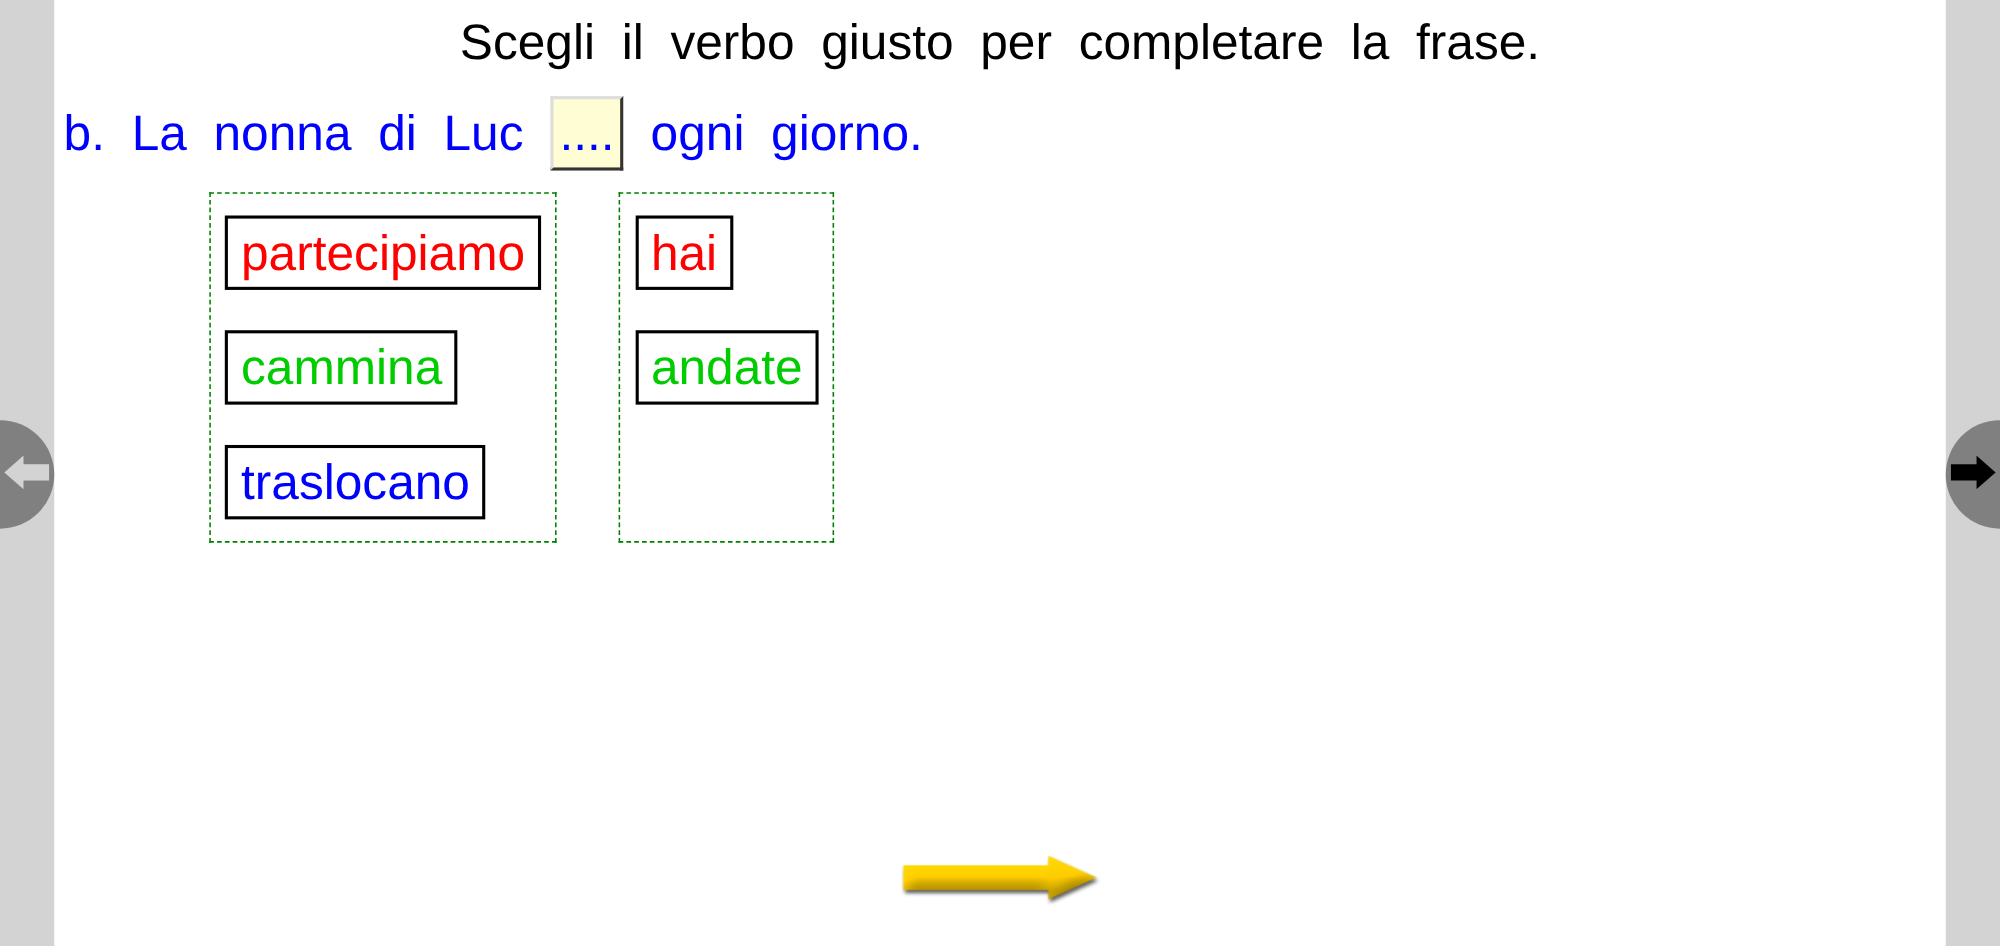 Scegli il verbo giusto per completare la frase.
b. La nonna di Luc .... ogni giorno.
partecipiamo
cammina
traslocano
hai
andate